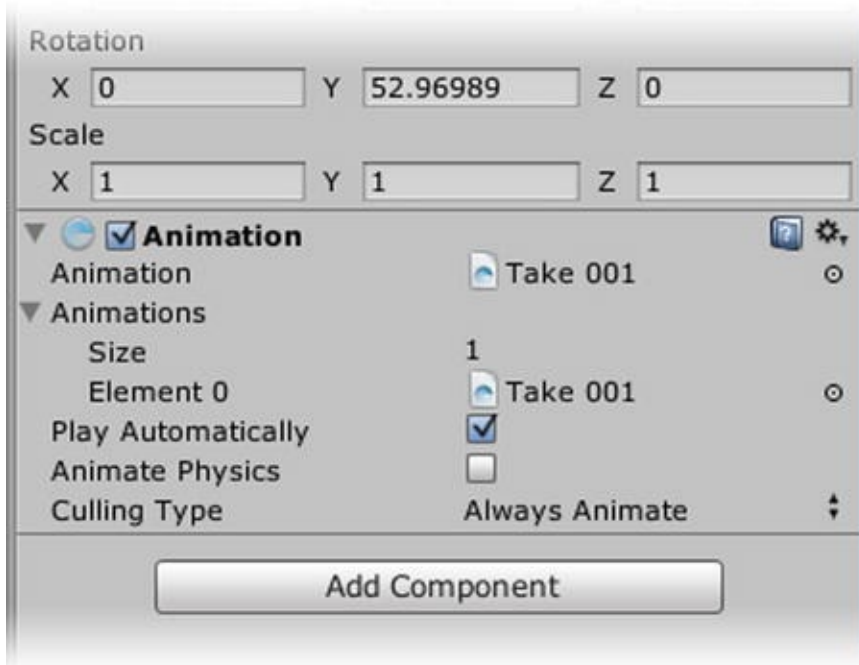 Rotation
X 0 Y 52.96989 Z 0
Scale
X 1 Y 1 Z 1
Animation
Animation Take 001
Animations
Size 1
Element 0 Take 001
Play Automatically
Animate Physics
Culling Type Always Animate
Add Component